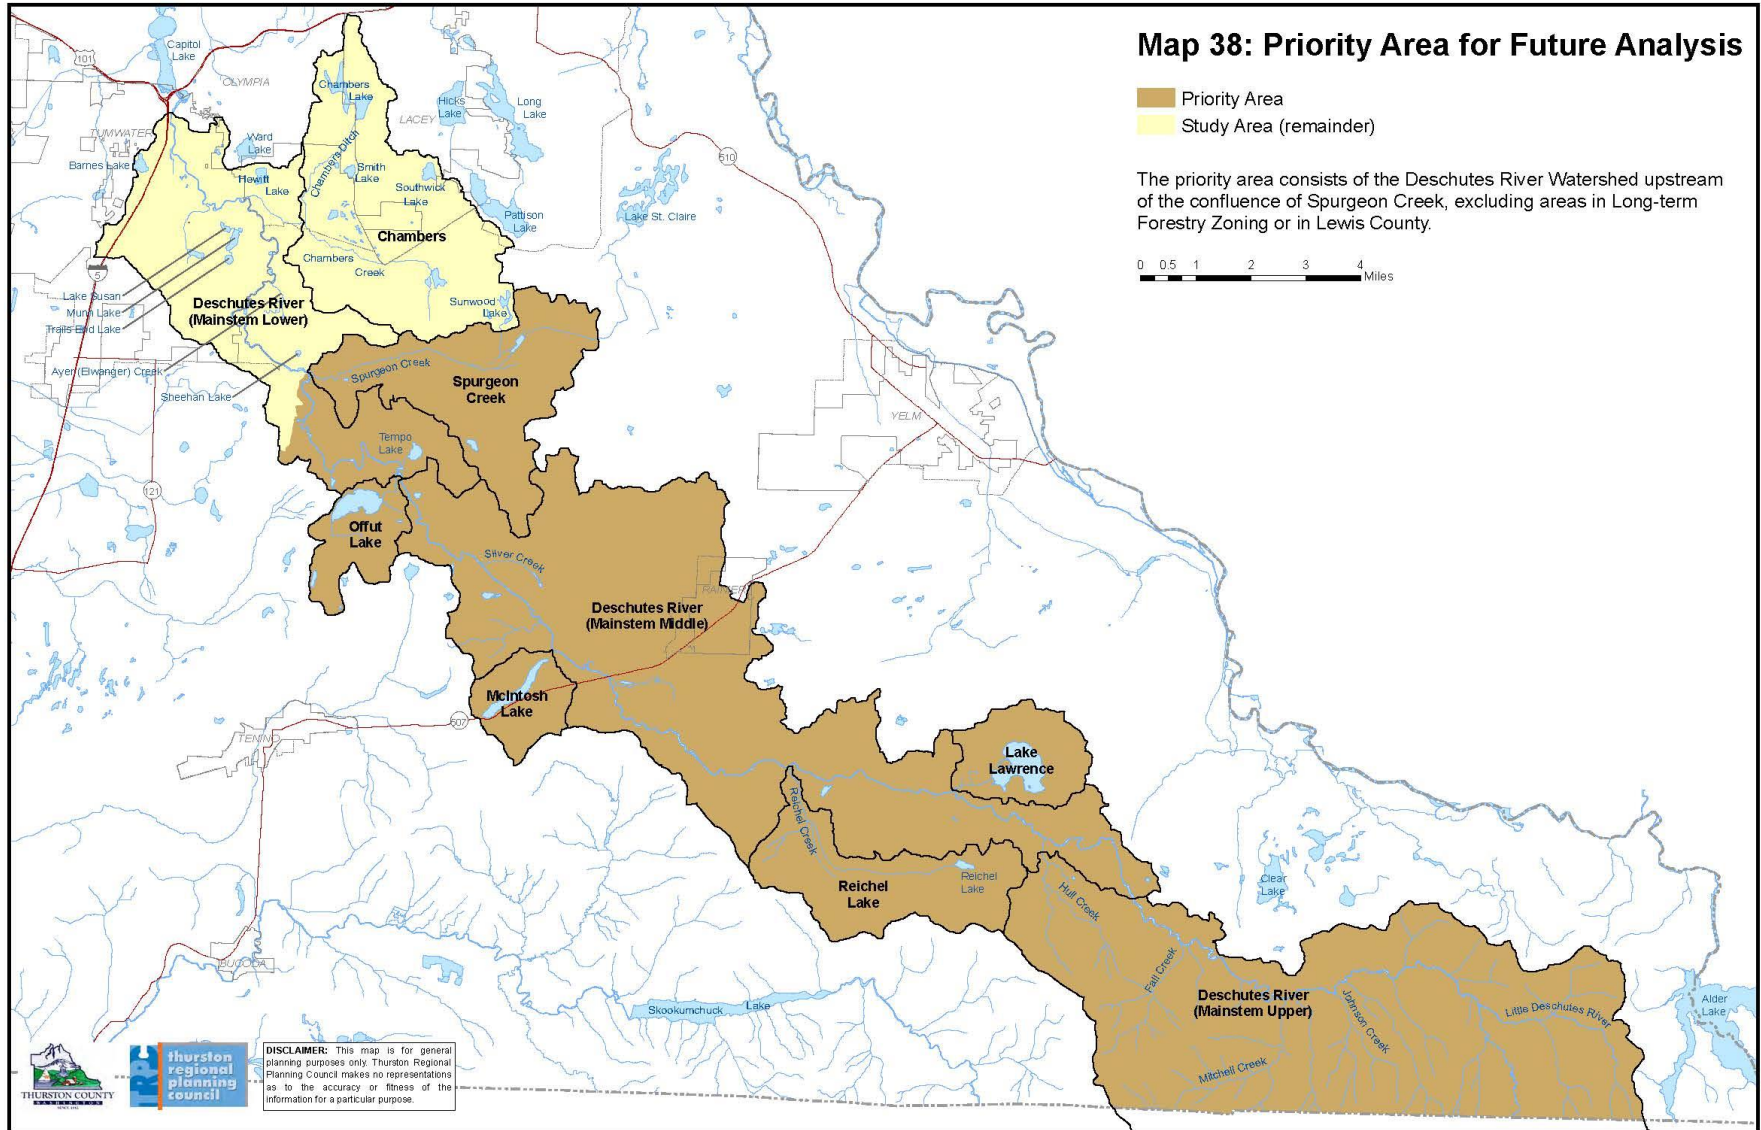 Map 38: Priority Area for Future Analysis
Priority Area
Study Area (remainder)
The priority area consists of the Deschutes River Watershed upstream
of the confluence of Spurgeon Creek, excluding areas in Long-term
Forestry Zoning or in Lewis County.
0 0.5 1 2 3 4
Miles
101
Capitol
Lake
OLYMPIA
Chambers
Lake
Hicks
Lake
Long
Lake
LACEY
TUMWATER
Ward
Lake
Chambers Ditch
510
Barnes Lake
Hewitt
Lake
Smith
Lake
Southwick
Lake
Pattison
Lake
Lake St. Claire
Chambers
Chambers
Creek
5
Lake Susan
Munn Lake
Trails End Lake
Deschutes River
(Mainstem Lower)
Sunwood
Lake
Ayer (Elwanger) Creek
Sheehan Lake
Spurgeon Creek
Spurgeon
Creek
YELM
Tempo
Lake
121
Offut
Lake
Silver Creek
RAINIER
Deschutes River
(Mainstem Middle)
McIntosh
Lake
507
TENINO
Lake
Lawrence
Reichel Creek
Reichel
Lake
Reichel
Lake
Hull Creek
Clear
Lake
BUCODA
Fall Creek
Deschutes River
(Mainstem Upper)
Johnson Creek
Little Deschutes River
Alder
Lake
Skookumchuck Lake
Mitchell Creek
THURSTON COUNTY
WASHINGTON
SINCE 1852
TRPC
thurston
regional
planning
council
DISCLAIMER: This map is for general
planning purposes only. Thurston Regional
Planning Council makes no representations
as to the accuracy or fitness of the
information for a particular purpose.